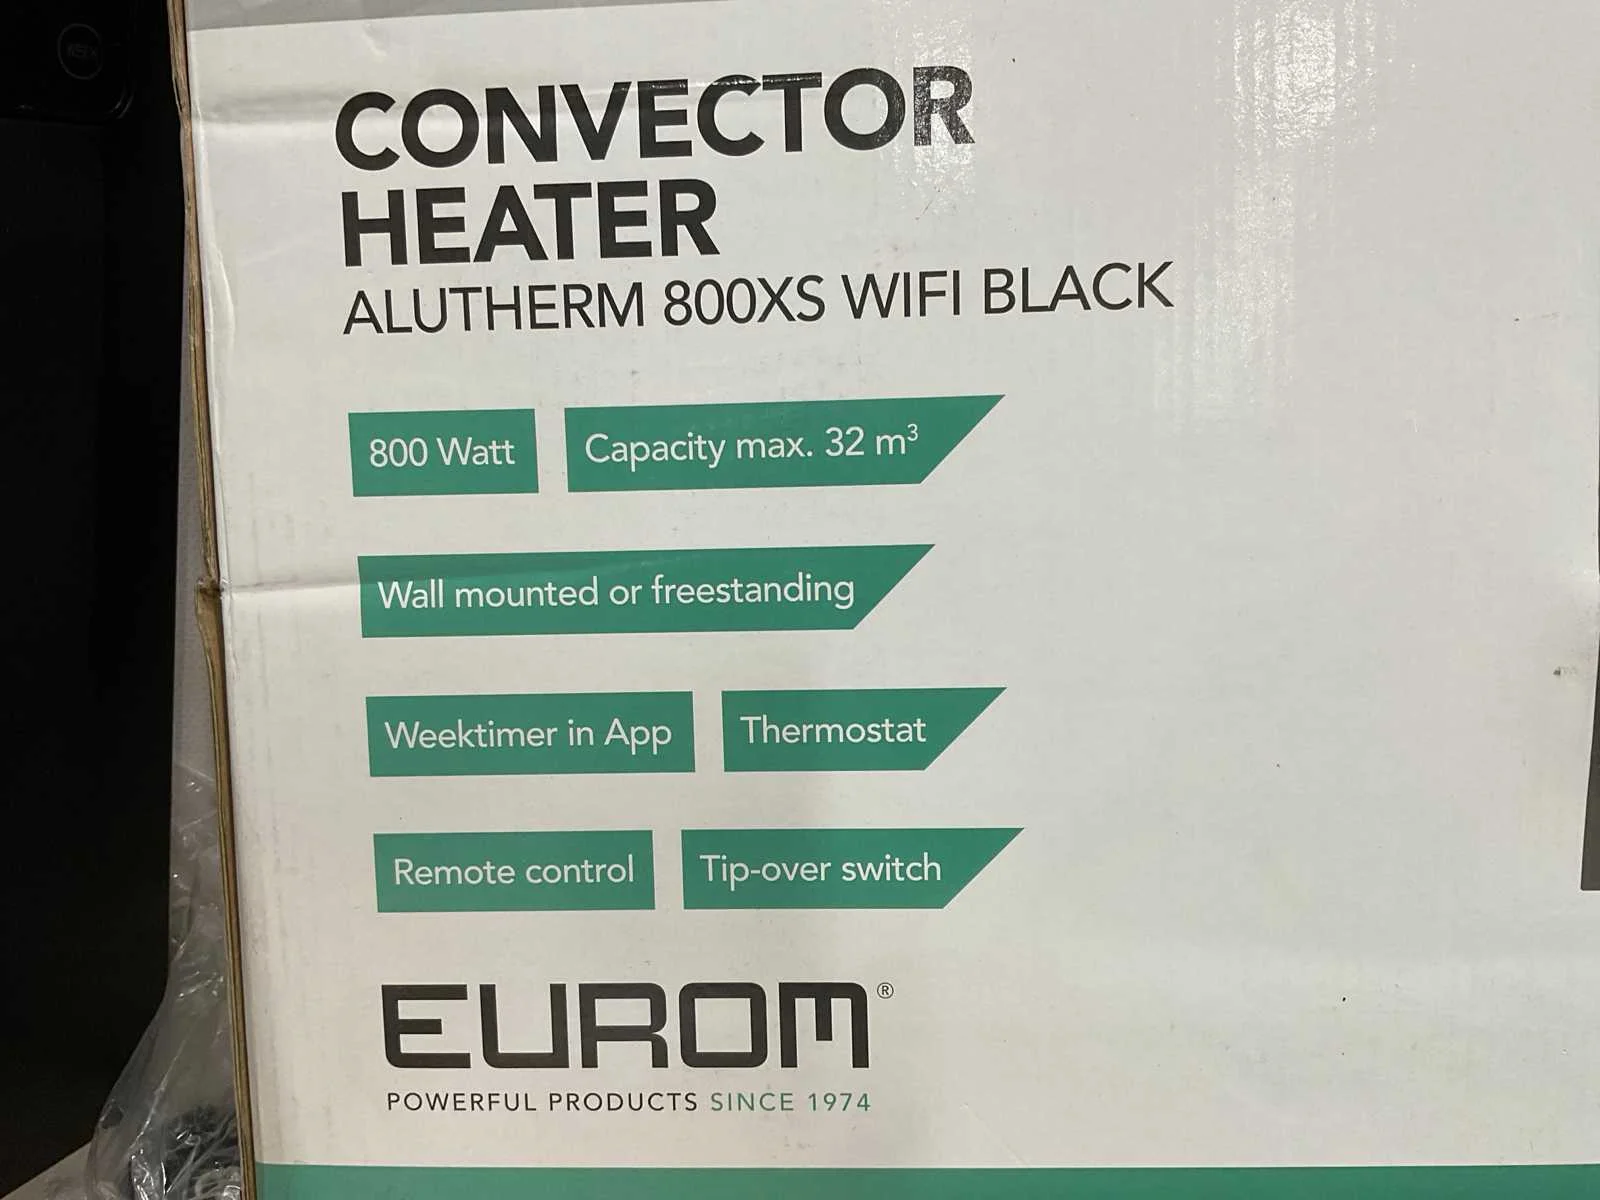 CONVECTOR
HEATER
ALUTHERM 800XS WIFI BLACK
800 Watt
Capacity max. 32 m³
Wall mounted or freestanding
Weektimer in App
Thermostat
Remote control
Tip-over switch
EUROM®
POWERFUL PRODUCTS SINCE 1974